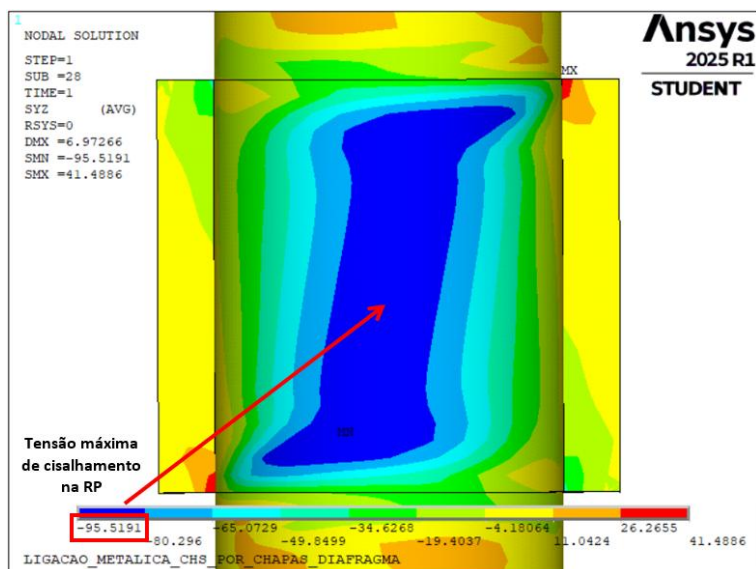 1
NODAL SOLUTION
STEP=1
SUB =28
TIME=1
SYZ (AVG)
RSYS=0
DMX =6.97266
SMN =-95.5191
SMX =41.4886
Ansys
2025 R1
STUDENT
MX
Tensão máxima
de cisalhamento
na RP
-95.5191 -65.0729 -34.6268 -4.18064 26.2655
-80.296 -49.8499 -19.4037 11.0424 41.4886
LIGACAO_METALICA_CHS_POR_CHAPAS_DIAFRAGMA